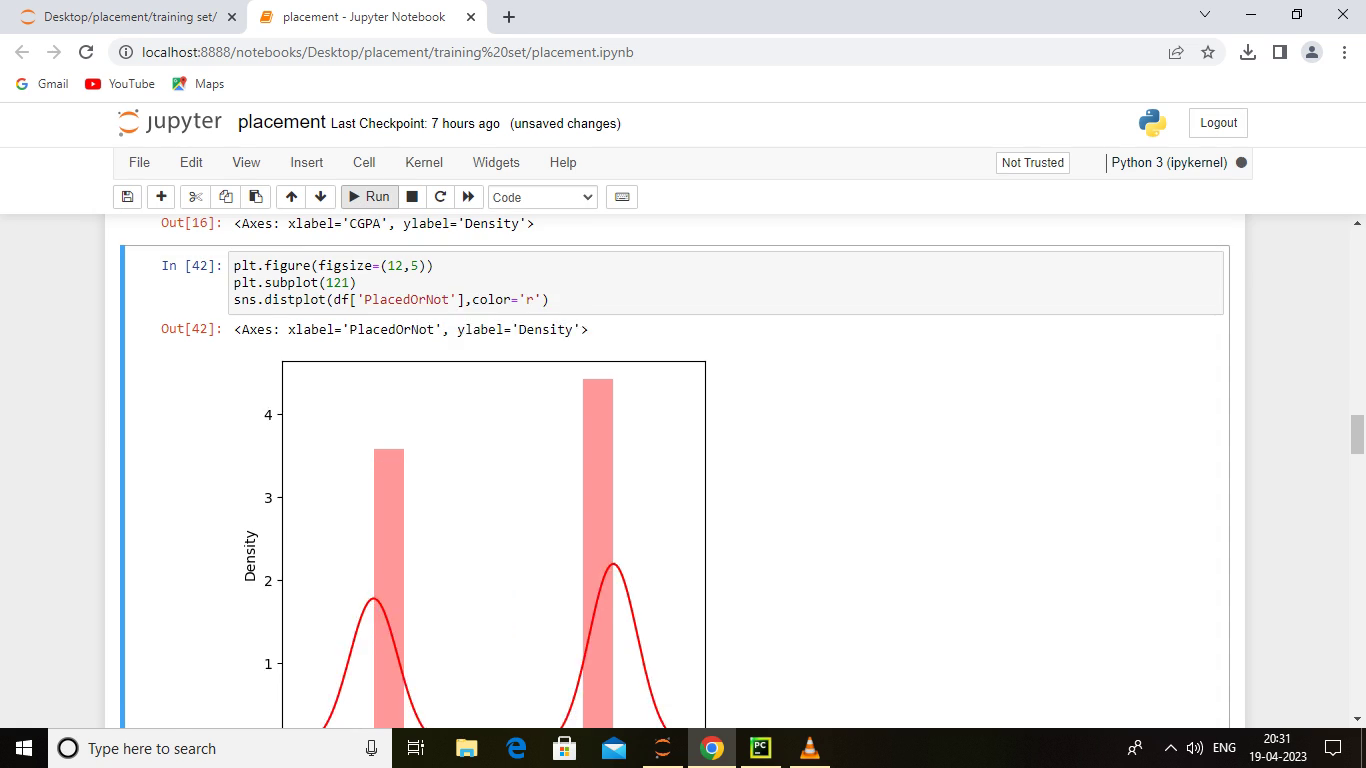 Desktop/placement/training set/
placement - Jupyter Notebook
localhost:8888/notebooks/Desktop/placement/training%20set/placement.ipynb
Gmail YouTube Maps
jupyter placement Last Checkpoint: 7 hours ago (unsaved changes)
Logout
File Edit View Insert Cell Kernel Widgets Help
Not Trusted
Python 3 (ipykernel)
Run
Code
Out[16]: <Axes: xlabel='CGPA', ylabel='Density'>
In [42]: plt.figure(figsize=(12,5))
plt.subplot(121)
sns.distplot(df['PlacedOrNot'],color='r')
Out[42]: <Axes: xlabel='PlacedOrNot', ylabel='Density'>
4
3
2
1
Density
Type here to search
PC
ENG
20:31
19-04-2023